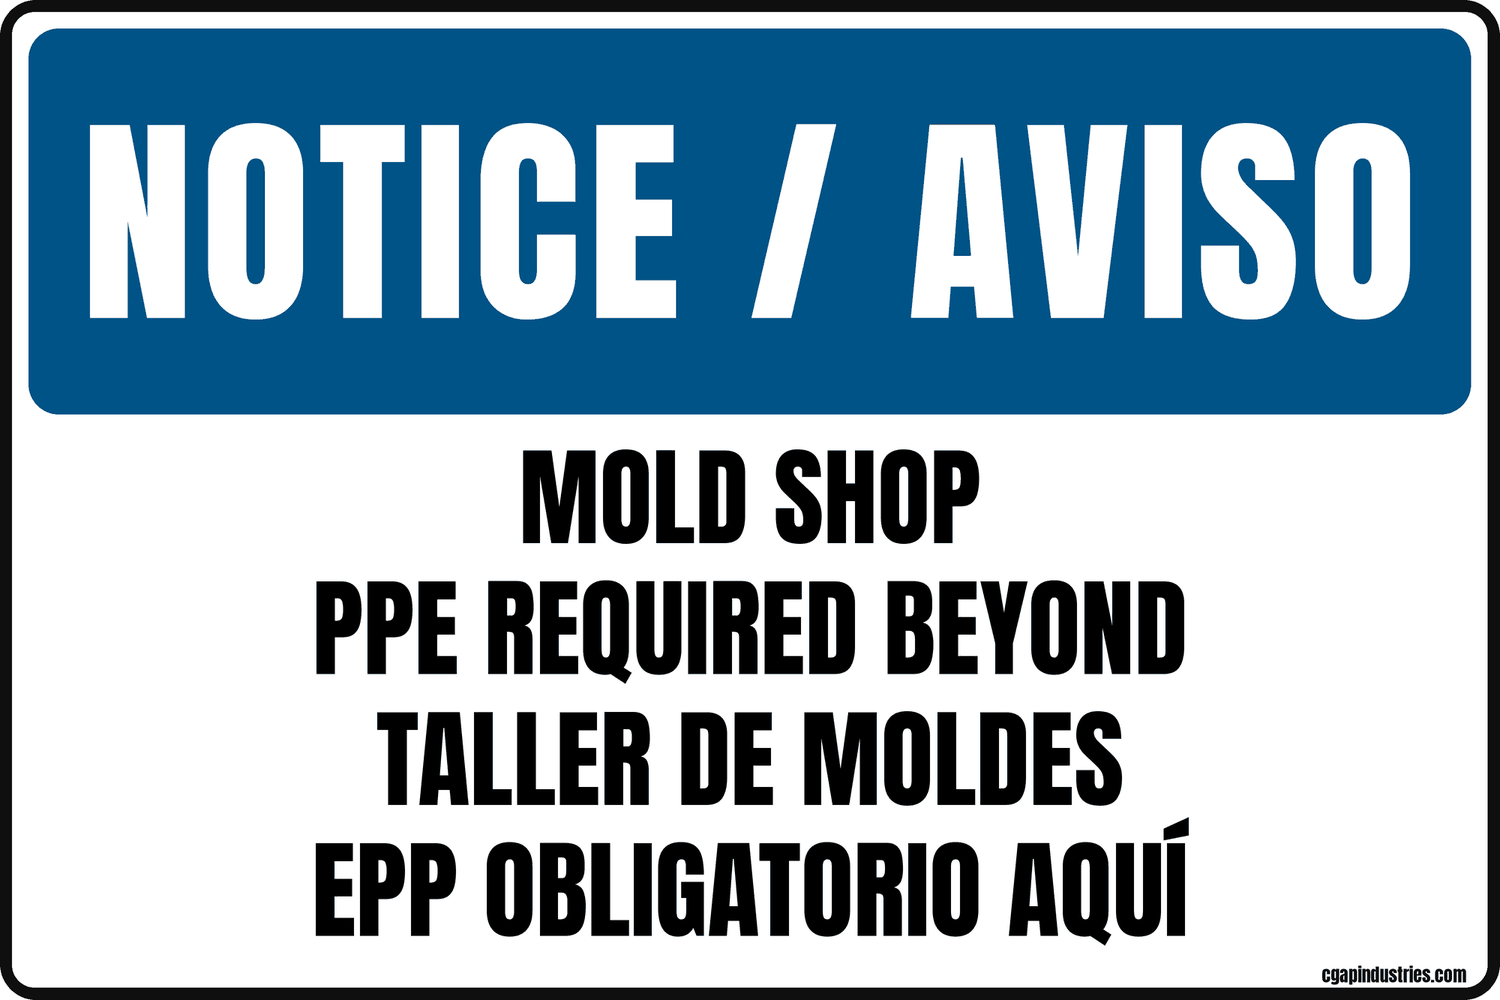 NOTICE / AVISO
MOLD SHOP
PPE REQUIRED BEYOND
TALLER DE MOLDES
EPP OBLIGATORIO AQUÍ
cgapindustries.com